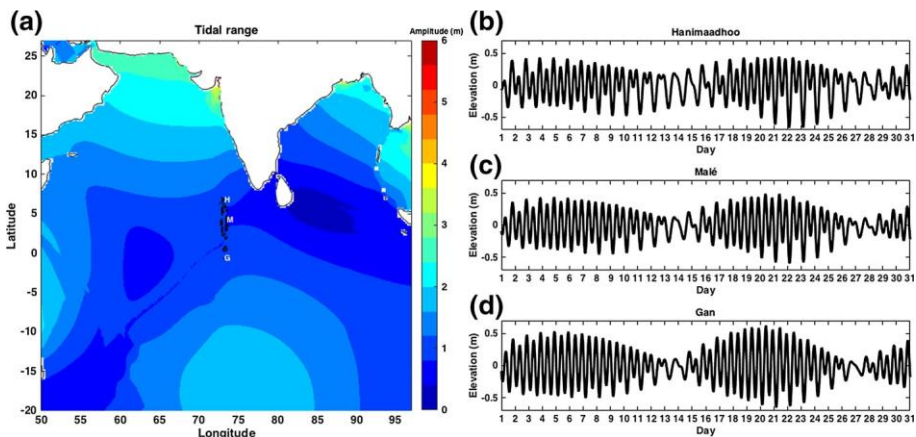 (a)
Tidal range
Amplitude (m)
Latitude
25
20
15
10
5
0
-5
-10
-15
-20
50 55 60 65 70 75 80 85 90 95
Longitude
H
M
G
6
5
4
3
2
1
0
(b)
Hanimaadhoo
Elevation (m)
0.5
0
-0.5
1 2 3 4 5 6 7 8 9 10 11 12 13 14 15 16 17 18 19 20 21 22 23 24 25 26 27 28 29 30 31
Day
(c)
Malé
Elevation (m)
0.5
0
-0.5
1 2 3 4 5 6 7 8 9 10 11 12 13 14 15 16 17 18 19 20 21 22 23 24 25 26 27 28 29 30 31
Day
(d)
Gan
Elevation (m)
0.5
0
-0.5
1 2 3 4 5 6 7 8 9 10 11 12 13 14 15 16 17 18 19 20 21 22 23 24 25 26 27 28 29 30 31
Day